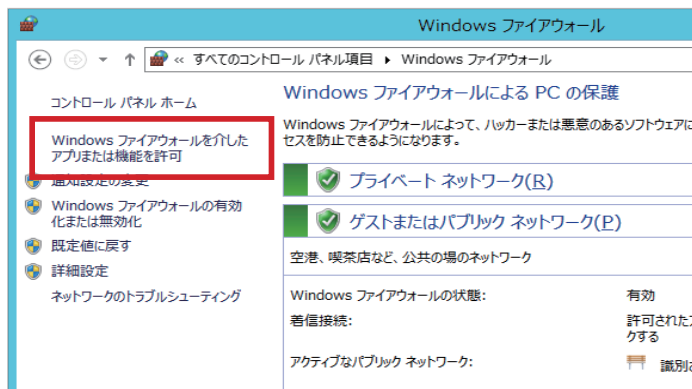 Windows ファイアウォール
« すべてのコントロール パネル項目 ▸ Windows ファイアウォール
コントロール パネル ホーム
Windows ファイアウォールを介した
アプリまたは機能を許可
通知設定の変更
Windows ファイアウォールの有効
化または無効化
既定値に戻す
詳細設定
ネットワークのトラブルシューティング
Windows ファイアウォールによる PC の保護
Windows ファイアウォールによって、ハッカーまたは悪意のあるソフトウェアに
セスを防止できるようになります。
プライベート ネットワーク(R)
ゲストまたはパブリック ネットワーク(P)
空港、喫茶店など、公共の場のネットワーク
Windows ファイアウォールの状態: 有効
着信接続: 許可された
クする
アクティブなパブリック ネットワーク: 識別